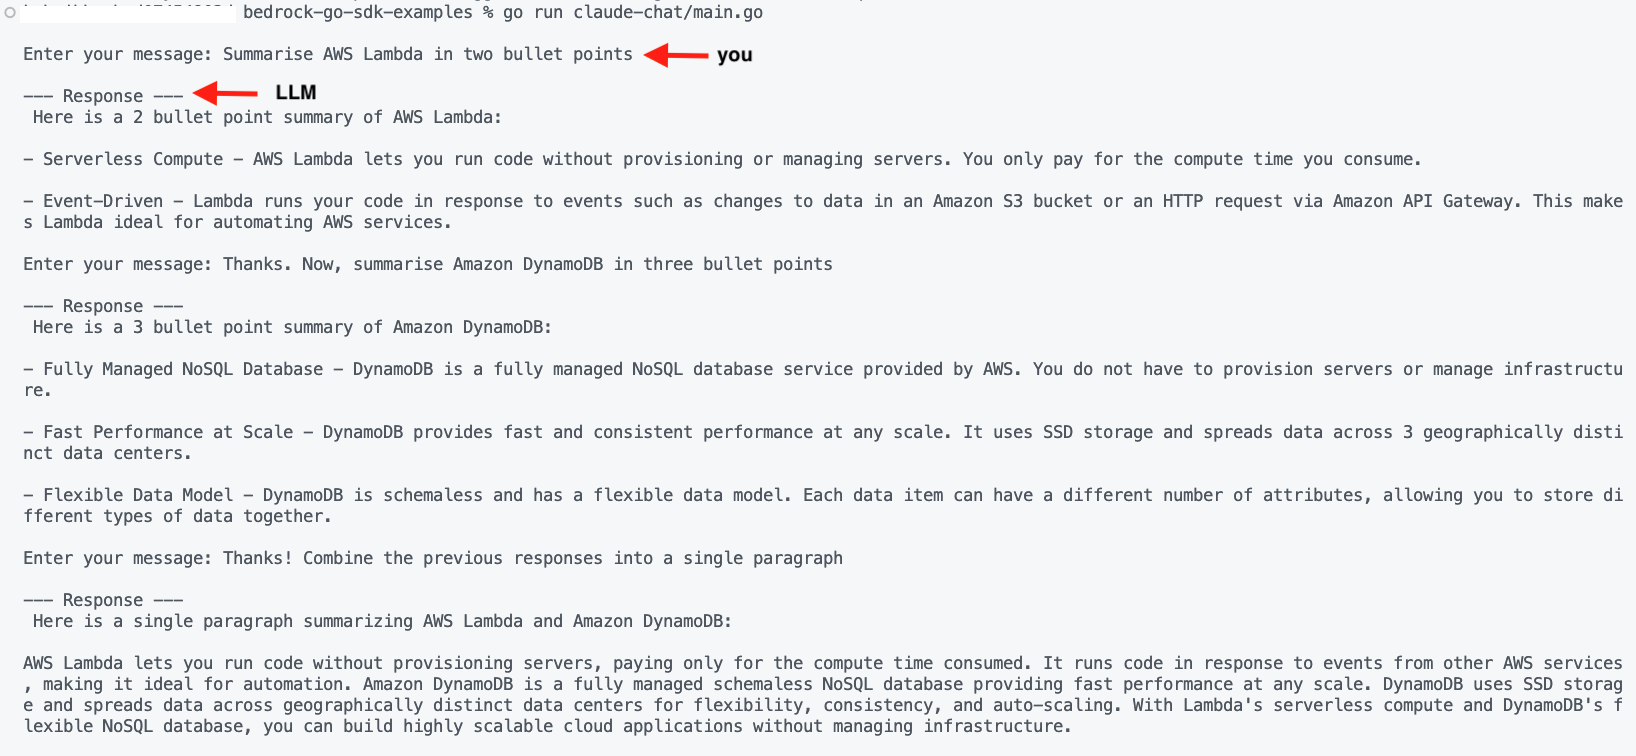 bedrock-go-sdk-examples % go run claude-chat/main.go
Enter your message: Summarise AWS Lambda in two bullet points you
--- Response --- LLM
Here is a 2 bullet point summary of AWS Lambda:
- Serverless Compute - AWS Lambda lets you run code without provisioning or managing servers. You only pay for the compute time you consume.
- Event-Driven - Lambda runs your code in response to events such as changes to data in an Amazon S3 bucket or an HTTP request via Amazon API Gateway. This make
s Lambda ideal for automating AWS services.
Enter your message: Thanks. Now, summarise Amazon DynamoDB in three bullet points
--- Response ---
Here is a 3 bullet point summary of Amazon DynamoDB:
- Fully Managed NoSQL Database - DynamoDB is a fully managed NoSQL database service provided by AWS. You do not have to provision servers or manage infrastructu
re.
- Fast Performance at Scale - DynamoDB provides fast and consistent performance at any scale. It uses SSD storage and spreads data across 3 geographically disti
nct data centers.
- Flexible Data Model - DynamoDB is schemaless and has a flexible data model. Each data item can have a different number of attributes, allowing you to store di
fferent types of data together.
Enter your message: Thanks! Combine the previous responses into a single paragraph
--- Response ---
Here is a single paragraph summarizing AWS Lambda and Amazon DynamoDB:
AWS Lambda lets you run code without provisioning servers, paying only for the compute time consumed. It runs code in response to events from other AWS services
, making it ideal for automation. Amazon DynamoDB is a fully managed schemaless NoSQL database providing fast performance at any scale. DynamoDB uses SSD storag
e and spreads data across geographically distinct data centers for flexibility, consistency, and auto-scaling. With Lambda's serverless compute and DynamoDB's f
lexible NoSQL database, you can build highly scalable cloud applications without managing infrastructure.